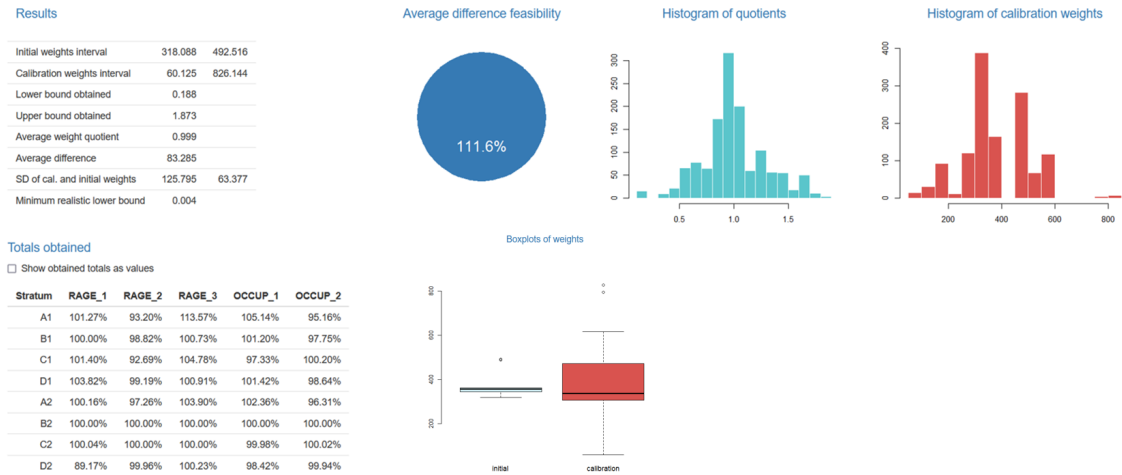 Results
Initial weights interval 318.088 492.516
Calibration weights interval 60.125 826.144
Lower bound obtained 0.188
Upper bound obtained 1.873
Average weight quotient 0.999
Average difference 83.285
SD of cal. and initial weights 125.795 63.377
Minimum realistic lower bound 0.004
Average difference feasibility
111.6%
Histogram of quotients
300
250
200
150
100
50
0
0.5 1.0 1.5
Histogram of calibration weights
400
300
200
100
0
200 400 600 800
Totals obtained
Show obtained totals as values
Stratum RAGE_1 RAGE_2 RAGE_3 OCCUP_1 OCCUP_2
A1 101.27% 93.20% 113.57% 105.14% 95.16%
B1 100.00% 98.82% 100.73% 101.20% 97.75%
C1 101.40% 92.69% 104.78% 97.33% 100.20%
D1 103.82% 99.19% 100.91% 101.42% 98.64%
A2 100.16% 97.26% 103.90% 102.36% 96.31%
B2 100.00% 100.00% 100.00% 100.00% 100.00%
C2 100.04% 100.00% 100.00% 99.98% 100.02%
D2 89.17% 99.96% 100.23% 98.42% 99.94%
Boxplots of weights
800
600
400
200
initial calibration